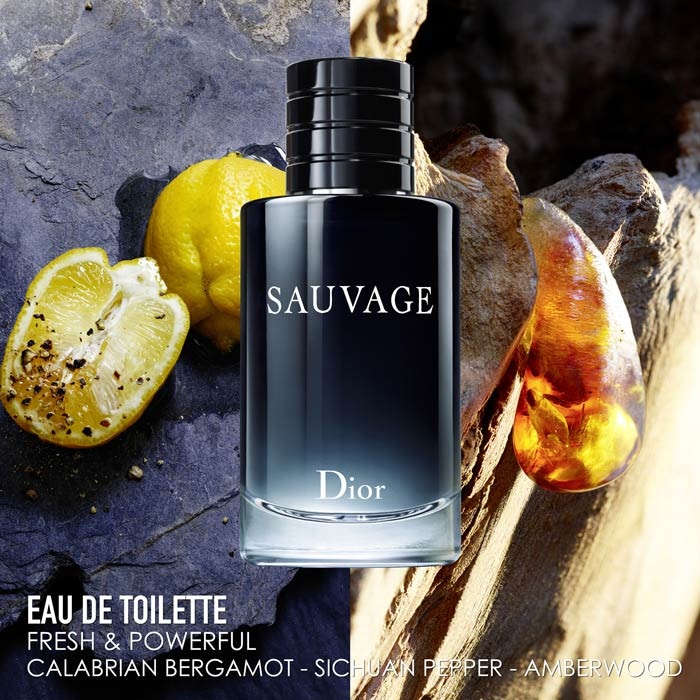 SAUVAGE
Dior
EAU DE TOILETTE
FRESH & POWERFUL
CALABRIAN BERGAMOT - SICHUAN PEPPER - AMBERWOOD